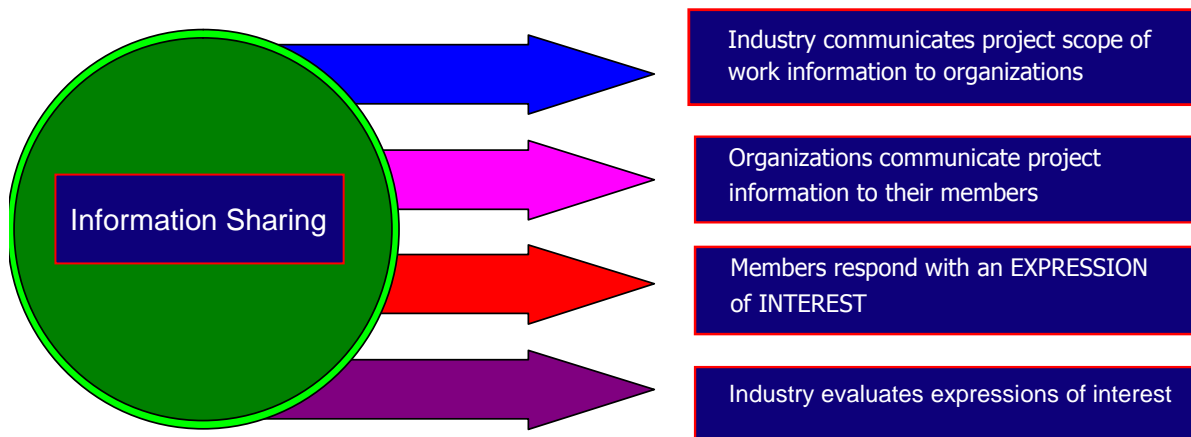 Information Sharing
Industry communicates project scope of
work information to organizations
Organizations communicate project
information to their members
Members respond with an EXPRESSION
of INTEREST
Industry evaluates expressions of interest